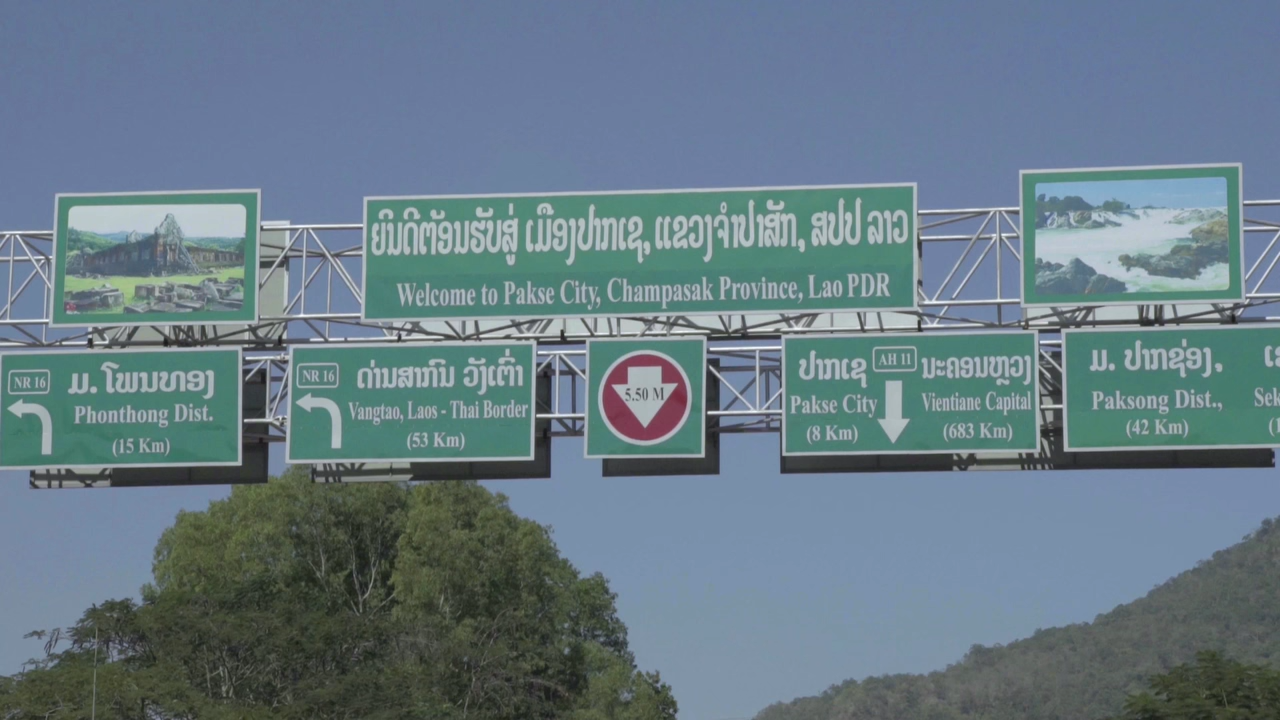 ຍິນດີຕ້ອນຮັບສູ່ ເມືອງປາກເຊ, ແຂວງຈຳປາສັກ, ສປປ ລາວ
Welcome to Pakse City, Champasak Province, Lao PDR
NR 16
ມ. ໂພນທອງ
Phonthong Dist.
(15 Km)
NR 16
ດ່ານສາກົນ ວັງເຕົ່າ
Vangtao, Laos - Thai Border
(53 Km)
5.50 M
ປາກເຊ
Pakse City
(8 Km)
AH 11
ນະຄອນຫຼວງ
Vientiane Capital
(683 Km)
ມ. ປາກຊ່ອງ,
Paksong Dist.,
(42 Km)